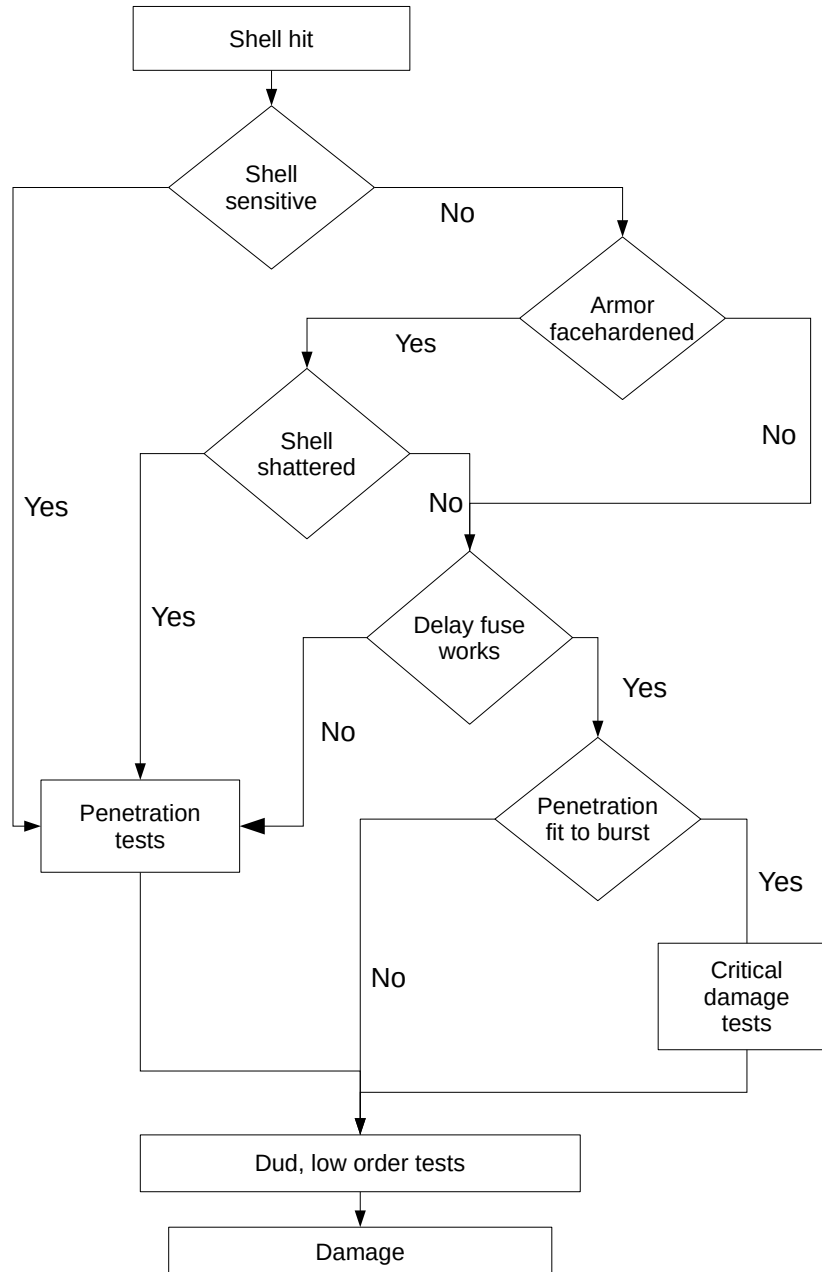 Shell hit
Shell
sensitive
No
Armor
facehardened
Yes
No
Shell
shattered
Yes
No
Yes
Delay fuse
works
Yes
No
Penetration
tests
Penetration
fit to burst
Yes
No
Critical
damage
tests
Dud, low order tests
Damage